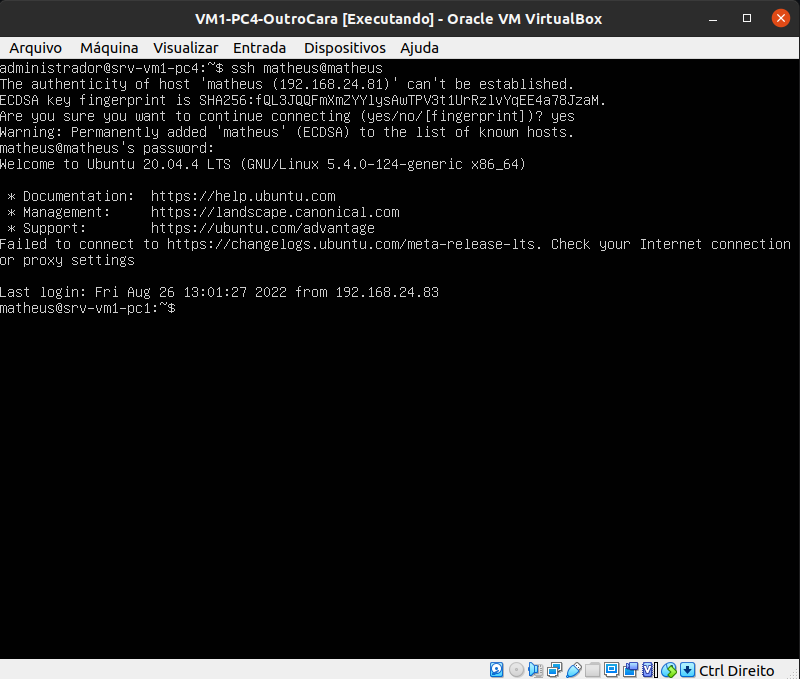 VM1-PC4-OutroCara [Executando] - Oracle VM VirtualBox
Arquivo Máquina Visualizar Entrada Dispositivos Ajuda
administrador@srv-vm1-pc4:~$ ssh matheus@matheus
The authenticity of host 'matheus (192.168.24.81)' can't be established.
ECDSA key fingerprint is SHA256:fQL3JQQFmXmZYYlysAwTPV3t1UrRzlvYqEE4a78JzaM.
Are you sure you want to continue connecting (yes/no/[fingerprint])? yes
Warning: Permanently added 'matheus' (ECDSA) to the list of known hosts.
matheus@matheus's password:
Welcome to Ubuntu 20.04.4 LTS (GNU/Linux 5.4.0-124-generic x86_64)
* Documentation: https://help.ubuntu.com
* Management: https://landscape.canonical.com
* Support: https://ubuntu.com/advantage
Failed to connect to https://changelogs.ubuntu.com/meta-release-lts. Check your Internet connection
or proxy settings
Last login: Fri Aug 26 13:01:27 2022 from 192.168.24.83
matheus@srv-vm1-pc1:~$
Ctrl Direito